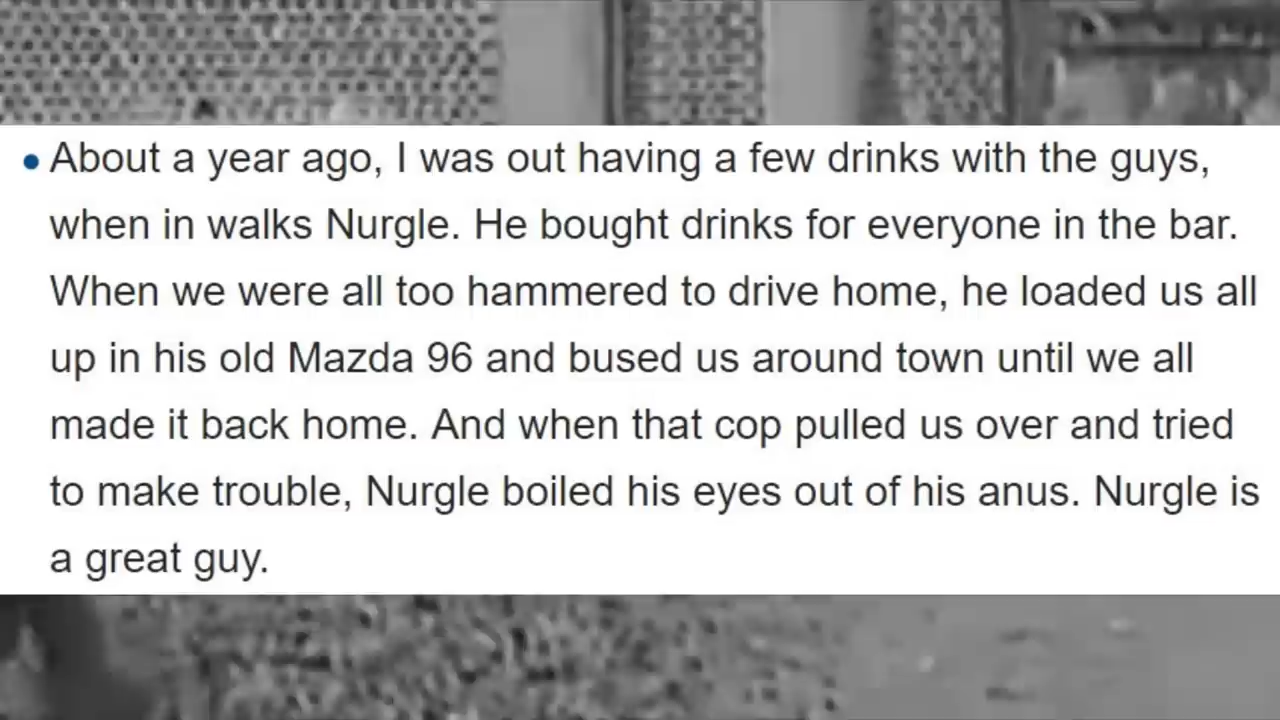 • About a year ago, I was out having a few drinks with the guys,
when in walks Nurgle. He bought drinks for everyone in the bar.
When we were all too hammered to drive home, he loaded us all
up in his old Mazda 96 and bused us around town until we all
made it back home. And when that cop pulled us over and tried
to make trouble, Nurgle boiled his eyes out of his anus. Nurgle is
a great guy.